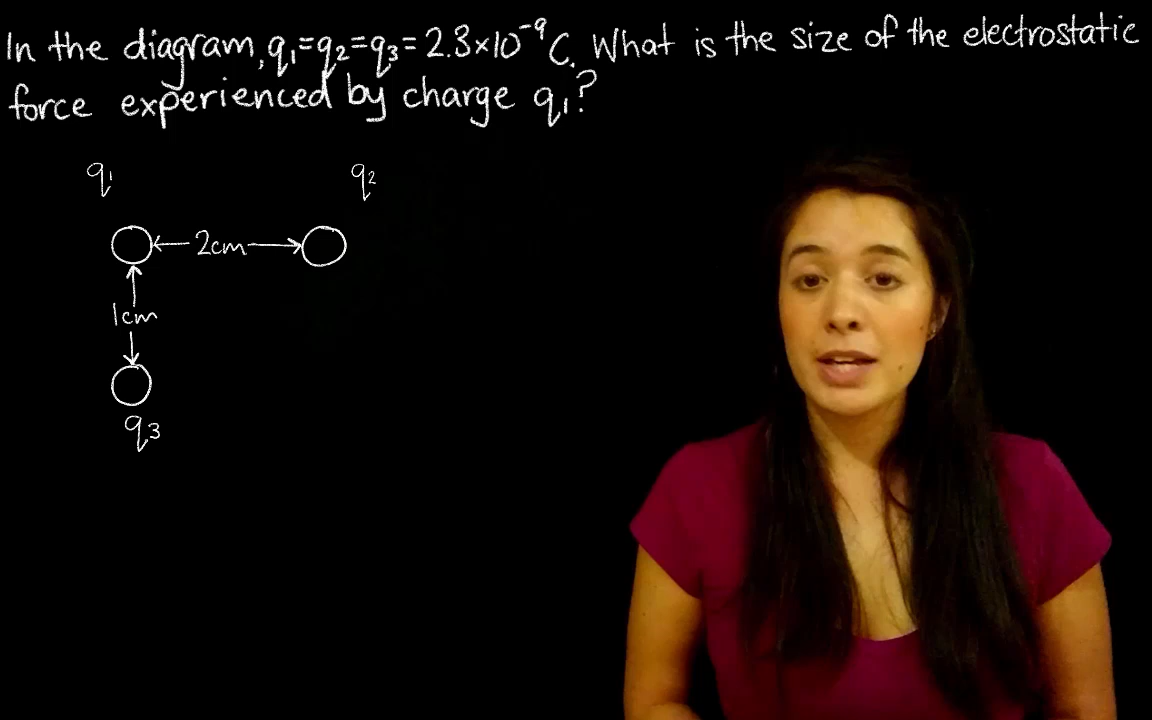 In the diagram, q₁=q₂=q₃=2.3×10⁻⁹C. What is the size of the electrostatic
force experienced by charge q₁?
q₁ q₂
2cm
1cm
q₃